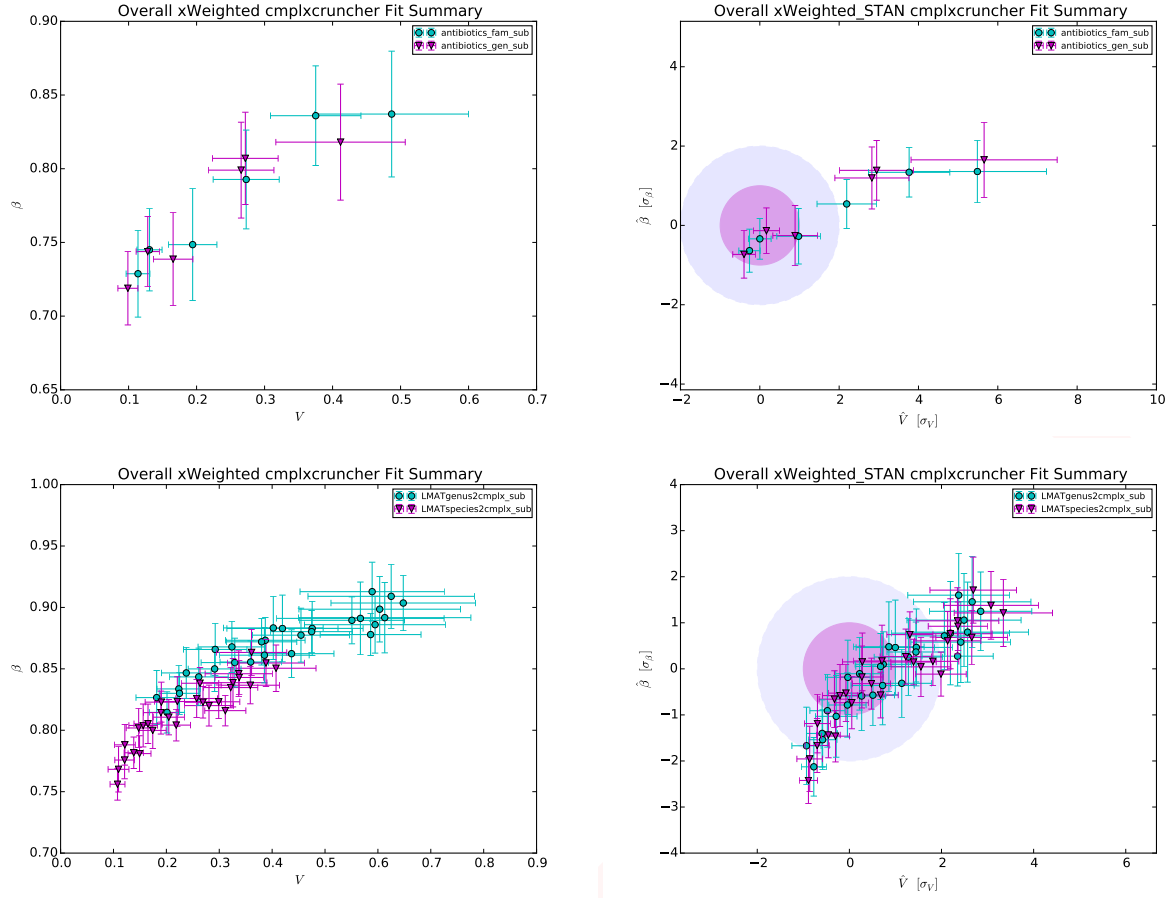 Overall xWeighted cmplxcruncher Fit Summary
antibiotics_fam_sub
antibiotics_gen_sub
0.90
0.85
0.80
0.75
0.70
0.65
β
0.0 0.1 0.2 0.3 0.4 0.5 0.6 0.7
V
Overall xWeighted_STAN cmplxcruncher Fit Summary
antibiotics_fam_sub
antibiotics_gen_sub
4
2
0
−2
−4
β̂ [σβ]
−2 0 2 4 6 8 10
V̂ [σV]
Overall xWeighted cmplxcruncher Fit Summary
LMATgenus2cmplx_sub
LMATspecies2cmplx_sub
1.00
0.95
0.90
0.85
0.80
0.75
0.70
β
0.0 0.1 0.2 0.3 0.4 0.5 0.6 0.7 0.8 0.9
V
Overall xWeighted_STAN cmplxcruncher Fit Summary
LMATgenus2cmplx_sub
LMATspecies2cmplx_sub
4
3
2
1
0
−1
−2
−3
−4
β̂ [σβ]
−2 0 2 4 6
V̂ [σV]